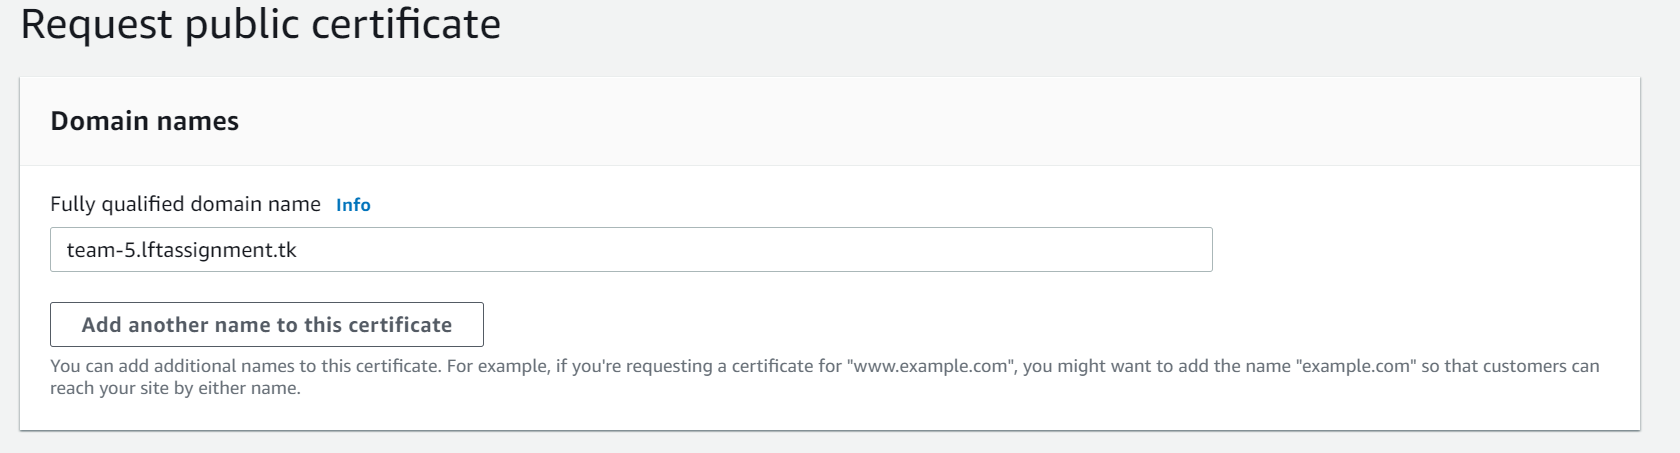 Request public certificate
Domain names
Fully qualified domain name Info
team-5.lftassignment.tk
Add another name to this certificate
You can add additional names to this certificate. For example, if you're requesting a certificate for "www.example.com", you might want to add the name "example.com" so that customers can
reach your site by either name.